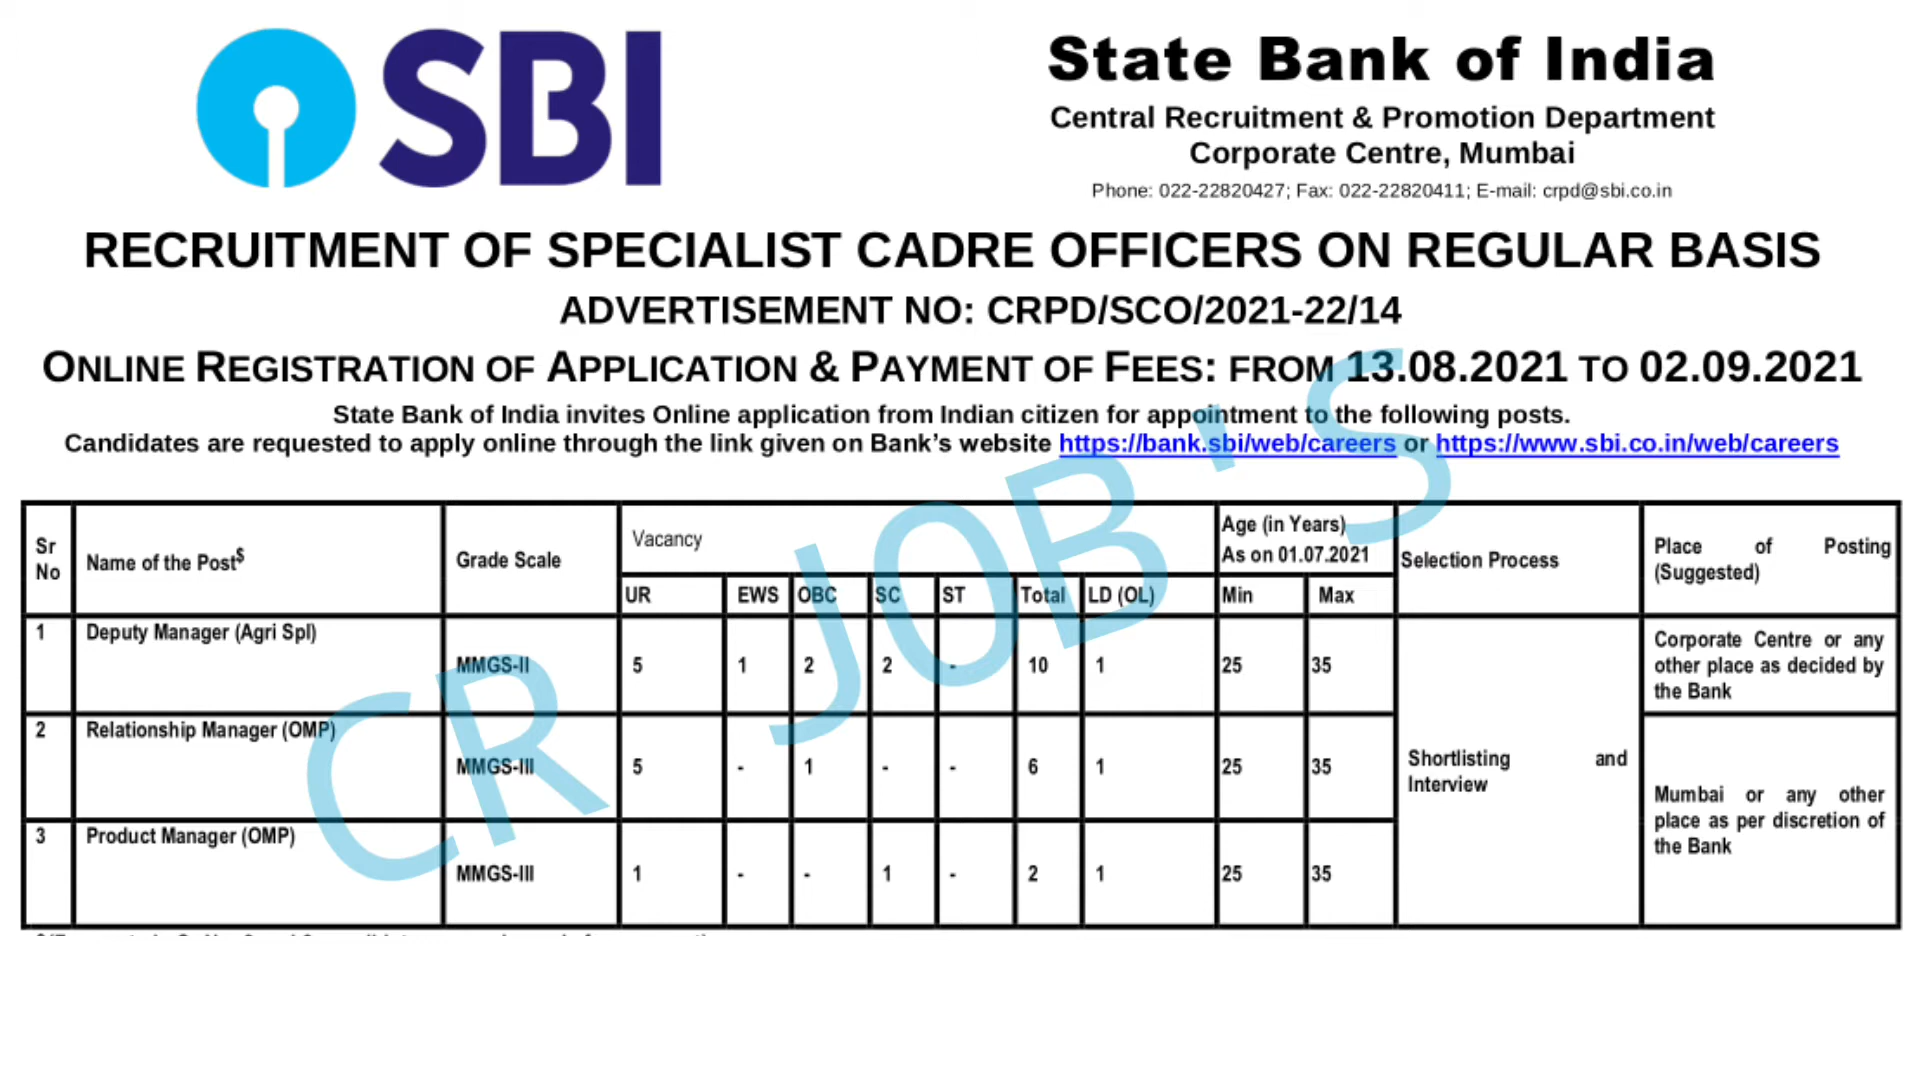 SBI
State Bank of India
Central Recruitment & Promotion Department
Corporate Centre, Mumbai
Phone: 022-22820427; Fax: 022-22820411; E-mail: crpd@sbi.co.in
RECRUITMENT OF SPECIALIST CADRE OFFICERS ON REGULAR BASIS
ADVERTISEMENT NO: CRPD/SCO/2021-22/14
ONLINE REGISTRATION OF APPLICATION & PAYMENT OF FEES: FROM 13.08.2021 TO 02.09.2021
State Bank of India invites Online application from Indian citizen for appointment to the following posts.
Candidates are requested to apply online through the link given on Bank's website https://bank.sbi/web/careers or https://www.sbi.co.in/web/careers
Sr No Name of the Post$ Grade Scale Vacancy Age (in Years) As on 01.07.2021 Selection Process Place of Posting (Suggested)
UR EWS OBC SC ST Total LD (OL) Min Max
1 Deputy Manager (Agri Spl) MMGS-II 5 1 2 2 - 10 1 25 35
Corporate Centre or any
other place as decided by
the Bank
2 Relationship Manager (OMP) MMGS-III 5 - 1 - - 6 1 25 35
Shortlisting and
Interview
Mumbai or any other
place as per discretion of
the Bank
3 Product Manager (OMP) MMGS-III 1 - - 1 - 2 1 25 35
CR JOB'S